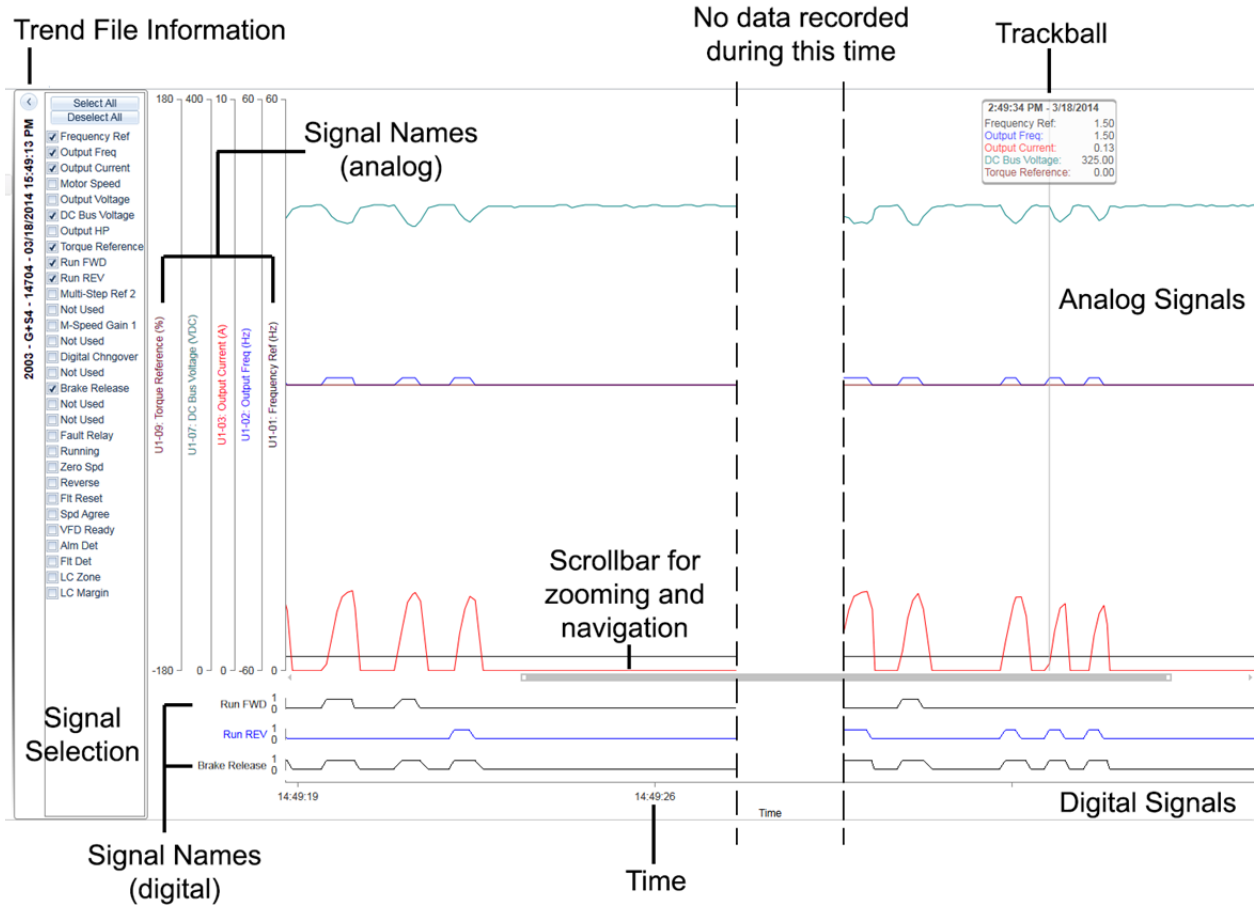 Trend File Information
No data recorded
during this time
Trackball
2003 - G+S4 - 14704 - 03/18/2014 15:49:13 PM
Select All
Deselect All
Frequency Ref
Output Freq
Output Current
Motor Speed
Output Voltage
DC Bus Voltage
Output HP
Torque Reference
Run FWD
Run REV
Multi-Step Ref 2
Not Used
M-Speed Gain 1
Not Used
Digital Chngover
Not Used
Brake Release
Not Used
Not Used
Fault Relay
Running
Zero Spd
Reverse
Flt Reset
Spd Agree
VFD Ready
Alm Det
Flt Det
LC Zone
LC Margin
Signal
Selection
180 400 10 60 60
Signal Names
(analog)
U1-09: Torque Reference (%)
U1-07: DC Bus Voltage (VDC)
U1-03: Output Current (A)
U1-02: Output Freq (Hz)
U1-01: Frequency Ref (Hz)
-180 0 0 -60 0
2:49:34 PM - 3/18/2014
Frequency Ref: 1.50
Output Freq: 1.50
Output Current: 0.13
DC Bus Voltage: 325.00
Torque Reference: 0.00
Analog Signals
Scrollbar for
zooming and
navigation
Run FWD 1
0
Run REV 1
0
Brake Release 1
0
14:49:19
14:49:26
Time
Digital Signals
Signal Names
(digital)
Time